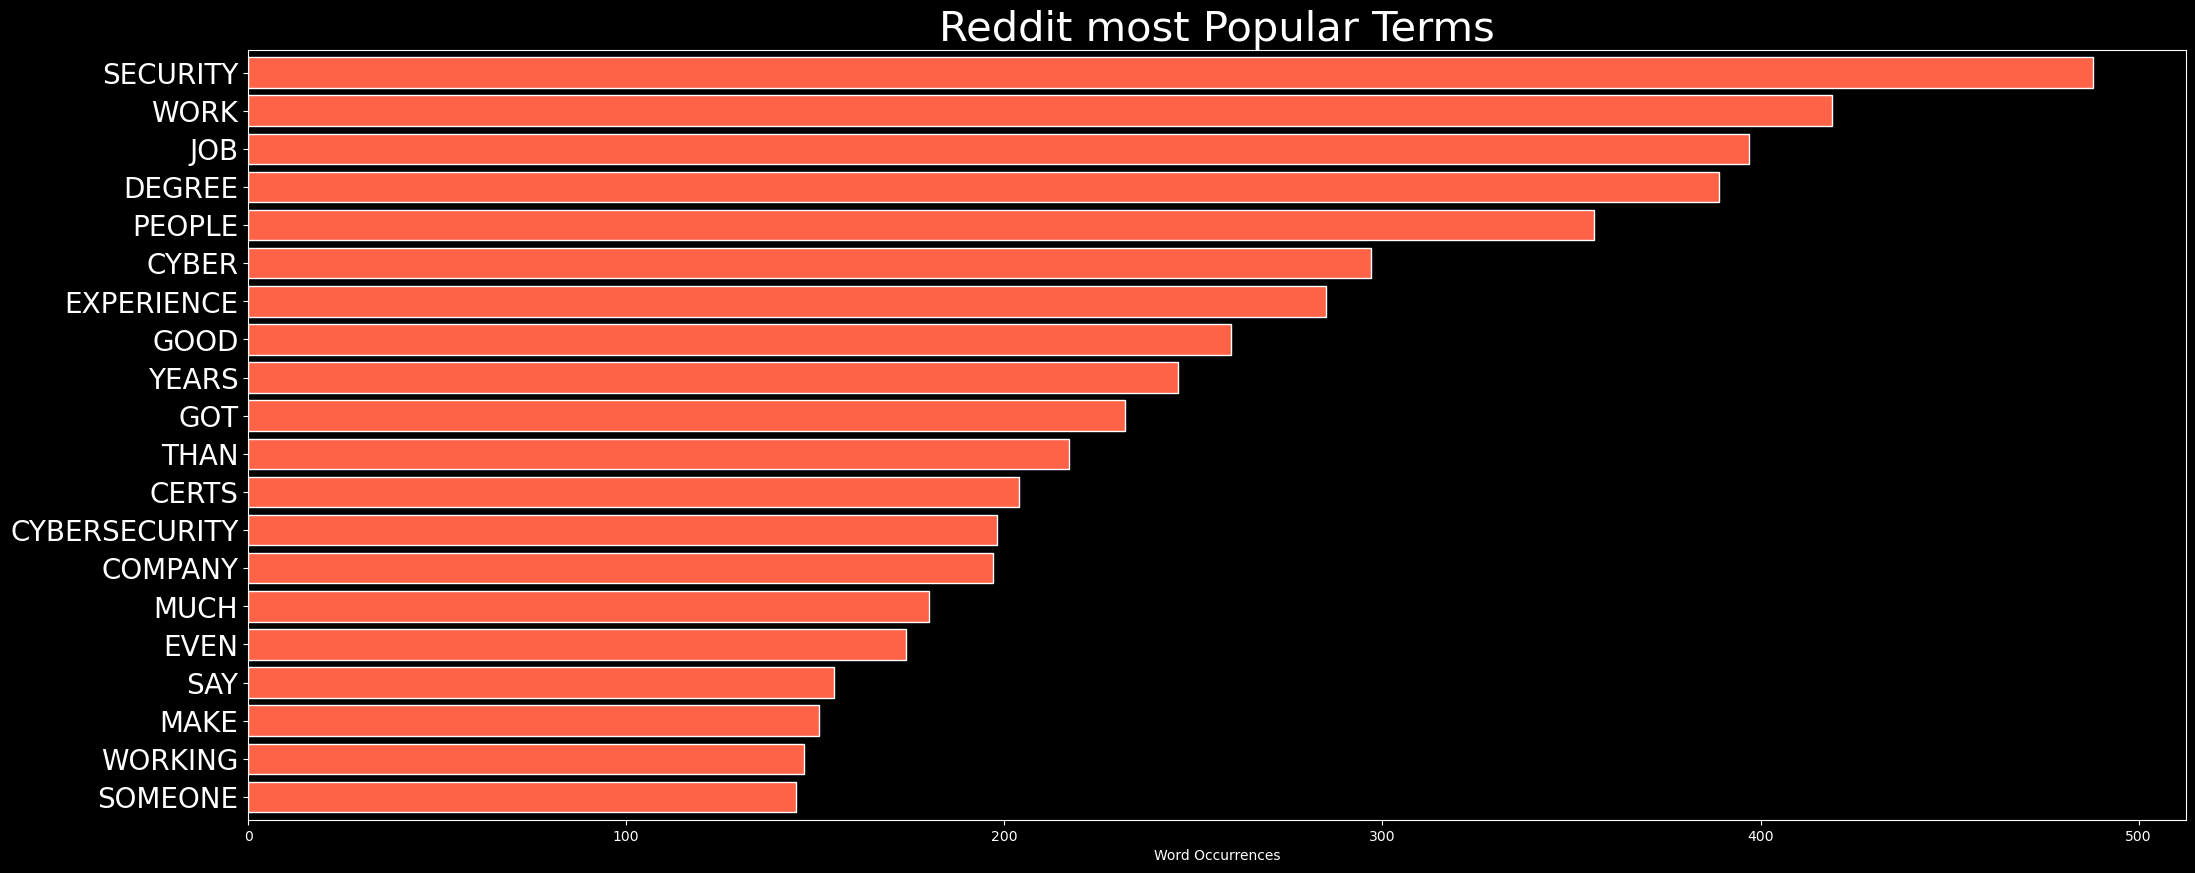 Reddit most Popular Terms
SECURITY
WORK
JOB
DEGREE
PEOPLE
CYBER
EXPERIENCE
GOOD
YEARS
GOT
THAN
CERTS
CYBERSECURITY
COMPANY
MUCH
EVEN
SAY
MAKE
WORKING
SOMEONE
0 100 200 300 400 500
Word Occurrences